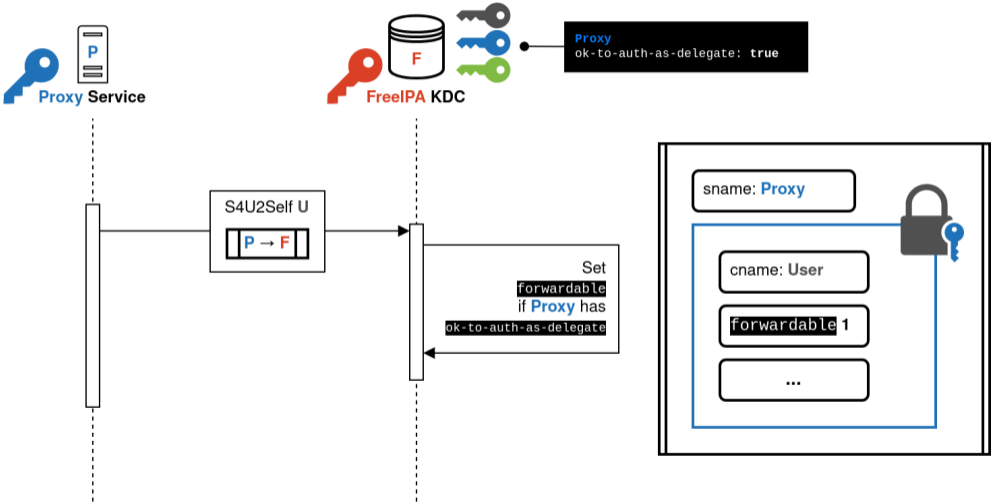 P
Proxy Service
F
FreeIPA KDC
Proxy
ok-to-auth-as-delegate: true
S4U2Self U
P → F
Set
forwardable
if Proxy has
ok-to-auth-as-delegate
sname: Proxy
cname: User
forwardable 1
...